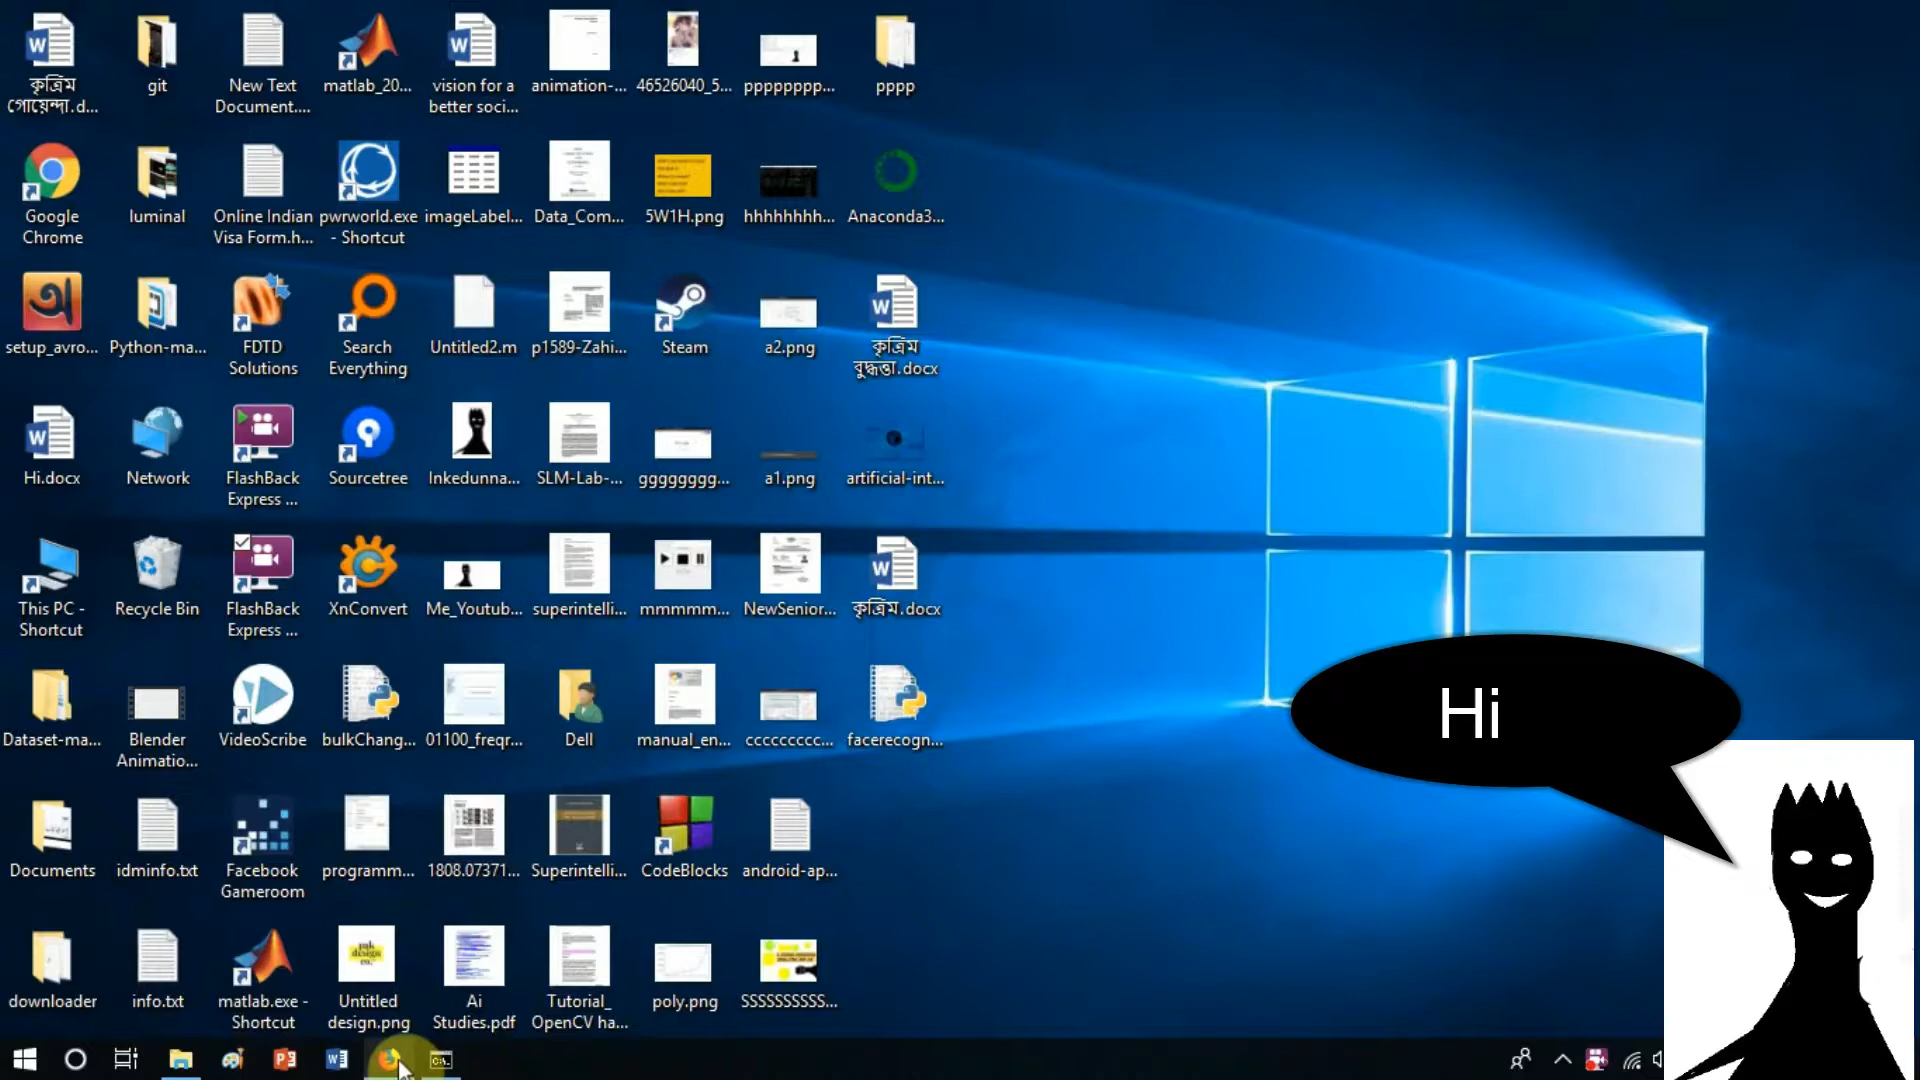 কৃত্রিম
গোয়েন্দা.d...
git
New Text
Document....
matlab_20...
vision for a
better soci...
animation-...
46526040_5...
pppppppp...
pppp
Google
Chrome
luminal
Online Indian
Visa Form.h...
pwrworld.exe
- Shortcut
imageLabel...
Data_Com...
5W1H.png
hhhhhhhh...
Anaconda3...
setup_avro...
Python-ma...
FDTD
Solutions
Search
Everything
Untitled2.m
p1589-Zahi...
Steam
a2.png
কৃত্রিম
বুদ্ধিমত্তা.docx
Hi.docx
Network
FlashBack
Express ...
Sourcetree
Inkedunna...
SLM-Lab-...
gggggggg...
a1.png
artificial-int...
This PC -
Shortcut
Recycle Bin
FlashBack
Express ...
XnConvert
Me_Youtub...
superintelli...
mmmmm...
NewSenior...
কৃত্রিম.docx
Dataset-ma...
Blender
Animatio...
VideoScribe
bulkChang...
01100_freqr...
Dell
manual_en...
cccccccccc...
facerecogn...
Documents
idminfo.txt
Facebook
Gameroom
programm...
1808.07371...
Superintelli...
CodeBlocks
android-ap...
downloader
info.txt
matlab.exe -
Shortcut
Untitled
design.png
Ai
Studies.pdf
Tutorial_
OpenCV ha...
poly.png
SSSSSSSSSS...
Hi